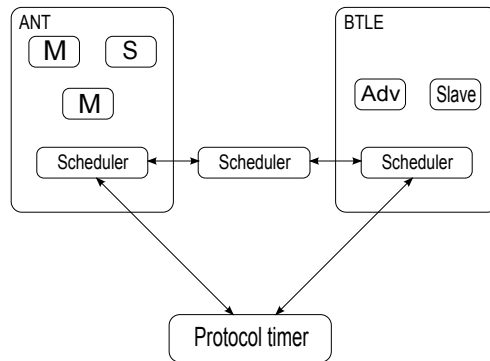 ANT
M
S
M
Scheduler
BTLE
Adv
Slave
Scheduler
Scheduler
Protocol timer